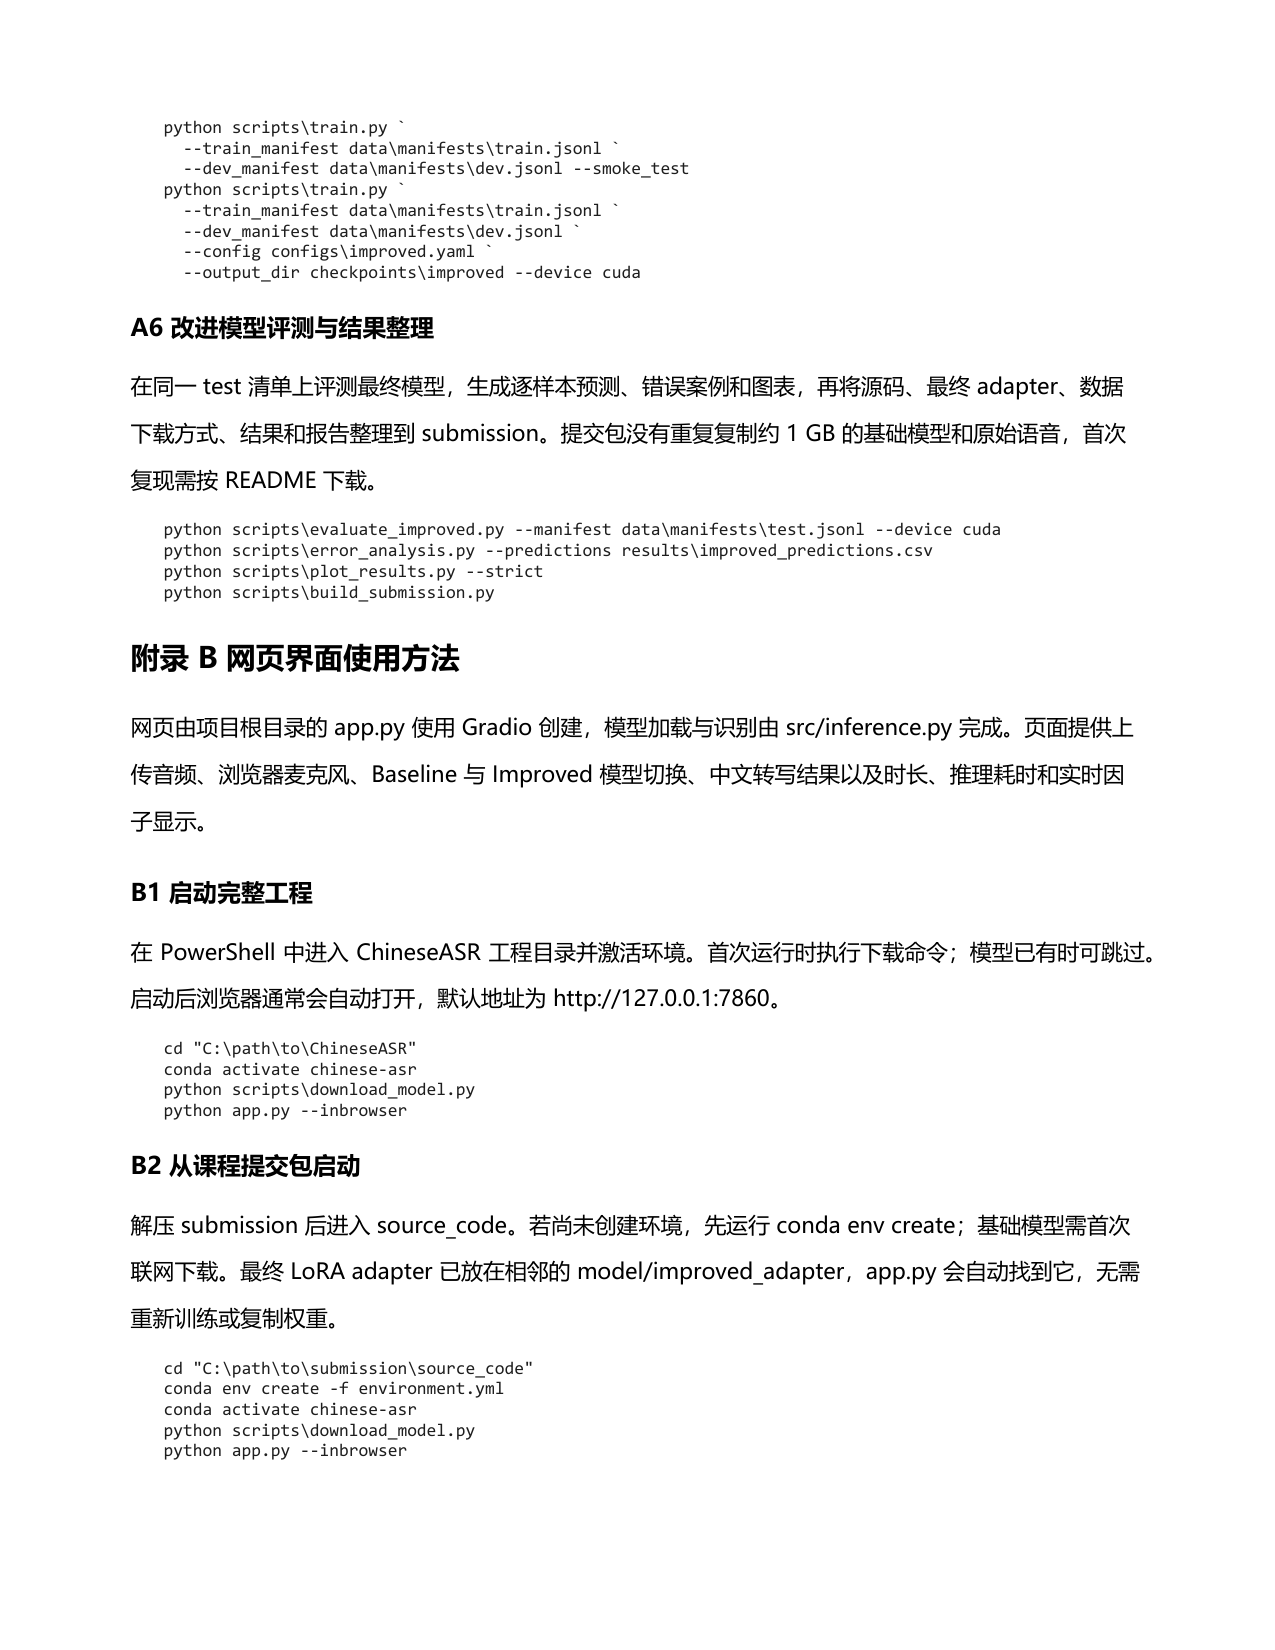 python scripts\train.py `
--train_manifest data\manifests\train.jsonl `
--dev_manifest data\manifests\dev.jsonl --smoke_test
python scripts\train.py `
--train_manifest data\manifests\train.jsonl `
--dev_manifest data\manifests\dev.jsonl `
--config configs\improved.yaml `
--output_dir checkpoints\improved --device cuda
A6 改进模型评测与结果整理
在同一 test 清单上评测最终模型，生成逐样本预测、错误案例和图表，再将源码、最终 adapter、数据
下载方式、结果和报告整理到 submission。提交包没有重复复制约 1 GB 的基础模型和原始语音，首次
复现需按 README 下载。
python scripts\evaluate_improved.py --manifest data\manifests\test.jsonl --device cuda
python scripts\error_analysis.py --predictions results\improved_predictions.csv
python scripts\plot_results.py --strict
python scripts\build_submission.py
附录 B 网页界面使用方法
网页由项目根目录的 app.py 使用 Gradio 创建，模型加载与识别由 src/inference.py 完成。页面提供上
传音频、浏览器麦克风、Baseline 与 Improved 模型切换、中文转写结果以及时长、推理耗时和实时因
子显示。
B1 启动完整工程
在 PowerShell 中进入 ChineseASR 工程目录并激活环境。首次运行时执行下载命令；模型已有时可跳过。
启动后浏览器通常会自动打开，默认地址为 http://127.0.0.1:7860。
cd "C:\path\to\ChineseASR"
conda activate chinese-asr
python scripts\download_model.py
python app.py --inbrowser
B2 从课程提交包启动
解压 submission 后进入 source_code。若尚未创建环境，先运行 conda env create；基础模型需首次
联网下载。最终 LoRA adapter 已放在相邻的 model/improved_adapter，app.py 会自动找到它，无需
重新训练或复制权重。
cd "C:\path\to\submission\source_code"
conda env create -f environment.yml
conda activate chinese-asr
python scripts\download_model.py
python app.py --inbrowser